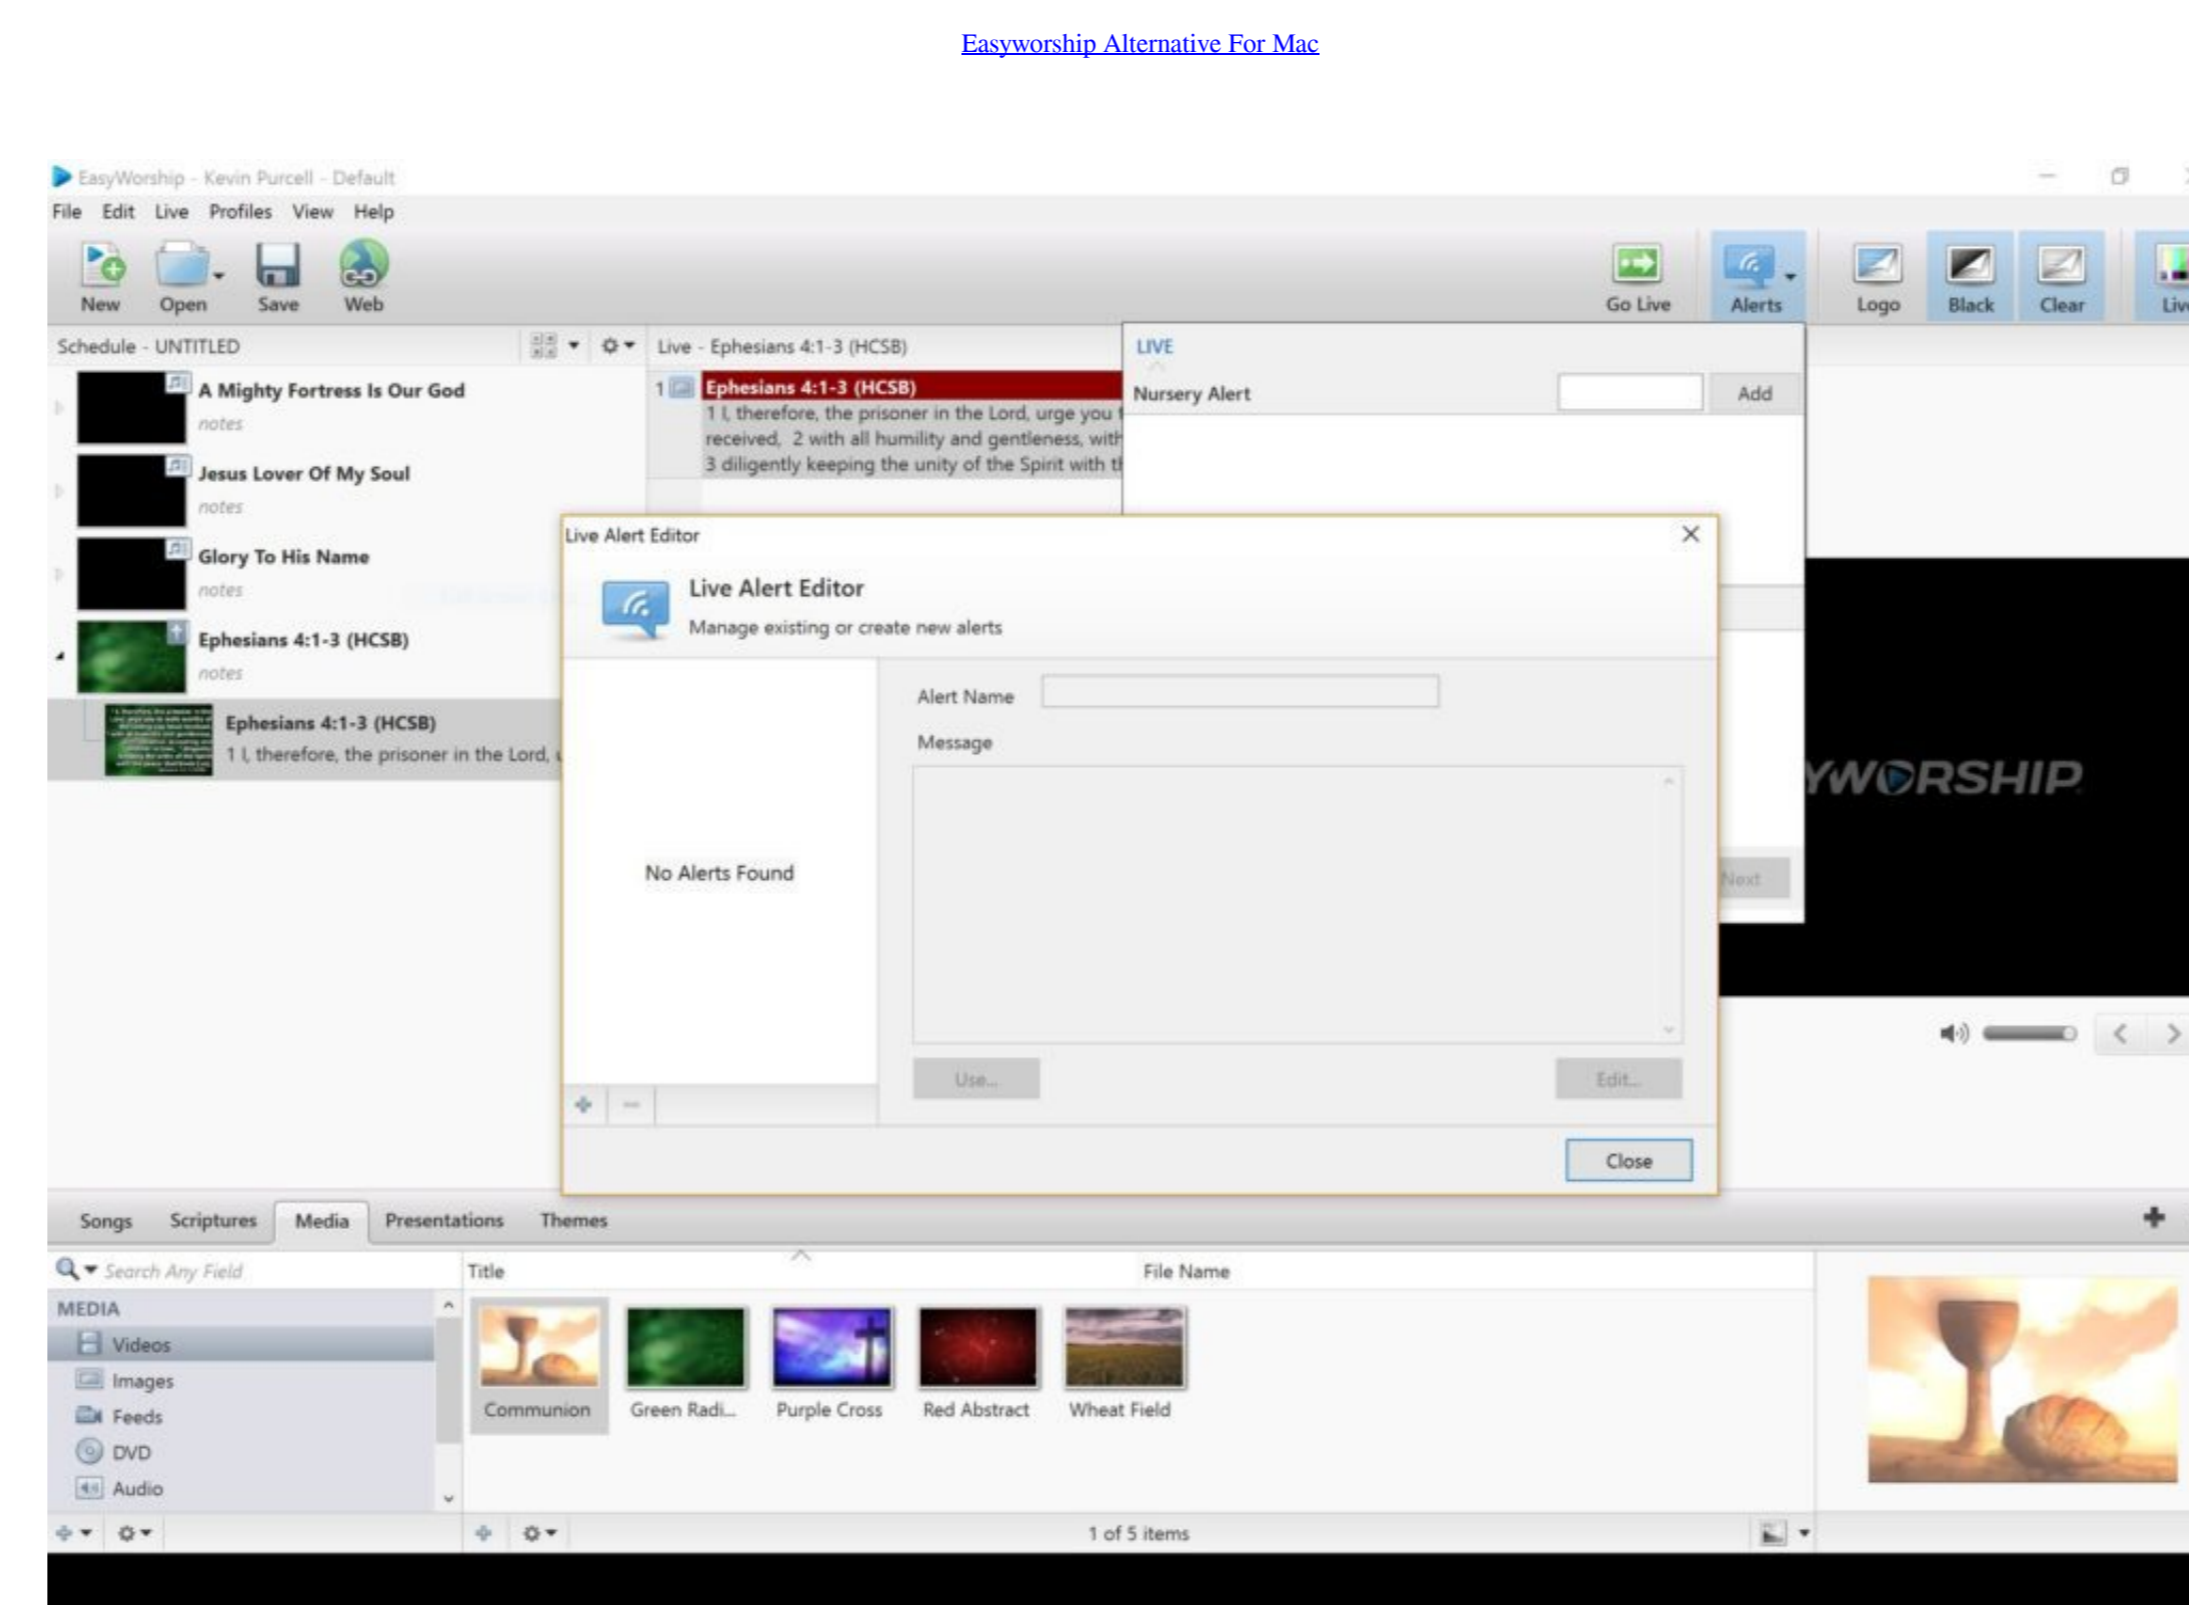 Easyworship Alternative For Mac
EasyWorship - Kevin Purcell - Default
File Edit Live Profiles View Help
New Open Save Web Go Live Alerts Logo Black Clear
Schedule - UNTITLED
Live - Ephesians 4:1-3 (HCSB)
LIVE
Nursery Alert
Add
A Mighty Fortress Is Our God
notes
Jesus Lover Of My Soul
notes
Glory To His Name
notes
Ephesians 4:1-3 (HCSB)
notes
Ephesians 4:1-3 (HCSB)
1 I, therefore, the prisoner in the Lord,
1 Ephesians 4:1-3 (HCSB)
1 I, therefore, the prisoner in the Lord, urge you
received, 2 with all humility and gentleness, with
3 diligently keeping the unity of the Spirit with
Live Alert Editor
Live Alert Editor
Manage existing or create new alerts
Alert Name
Message
No Alerts Found
Use...
Edit...
Close
Next
YWORSHIP
Songs Scriptures Media Presentations Themes
Search Any Field
Title
File Name
MEDIA
Videos
Images
Feeds
DVD
Audio
Communion
Green Radi...
Purple Cross
Red Abstract
Wheat Field
1 of 5 items